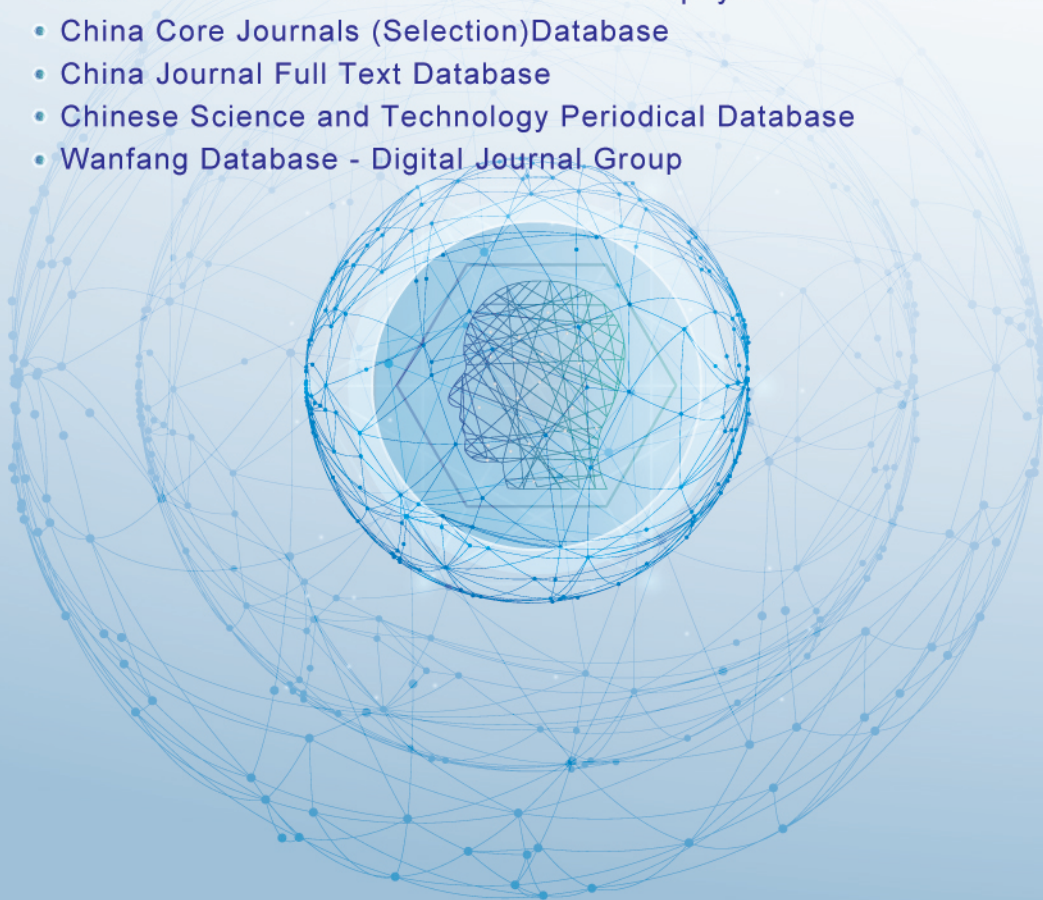 China Core Journals (Selection)Database
China Journal Full Text Database
Chinese Science and Technology Periodical Database
Wanfang Database - Digital Journal Group